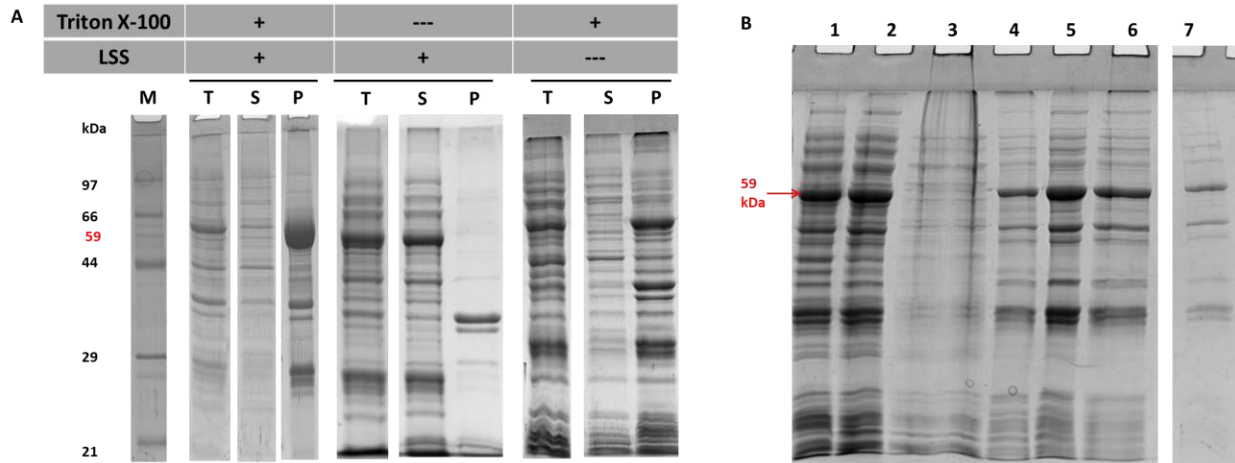 A
Triton X-100 + --- +
LSS + + ---
M T S P T S P T S P
kDa
97
66
59
44
29
21
B
1 2 3 4 5 6 7
59
kDa